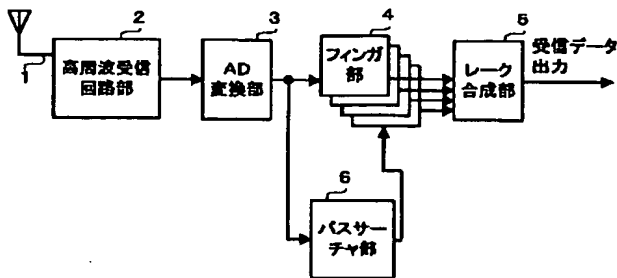 1
2
高周波受信
回路部
3
AD
変換部
4
フィンガ
部
5
レーク
合成部
受信データ
出力
6
パスサー
チャ部